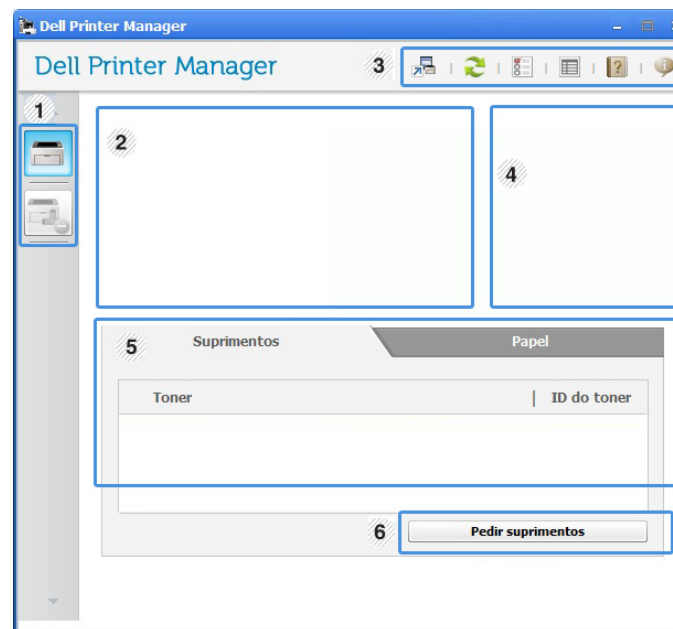 Dell Printer Manager
Dell Printer Manager
3
1
2
4
5
Suprimentos
Papel
Toner
ID do toner
6
Pedir suprimentos